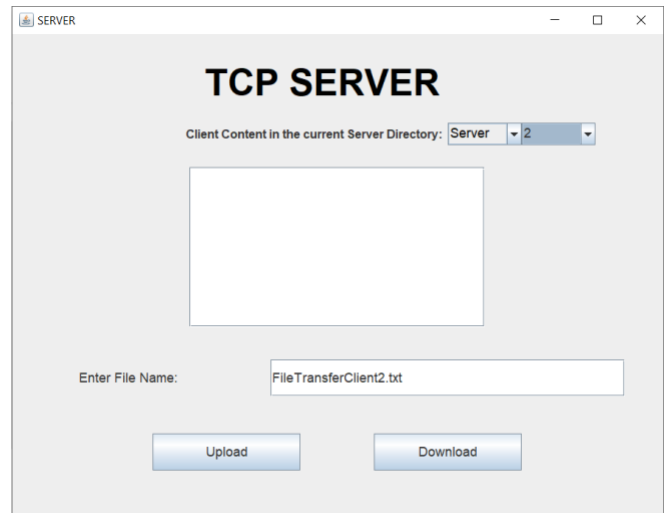 SERVER
TCP SERVER
Client Content in the current Server Directory: Server 2
Enter File Name: FileTransferClient2.txt
Upload Download